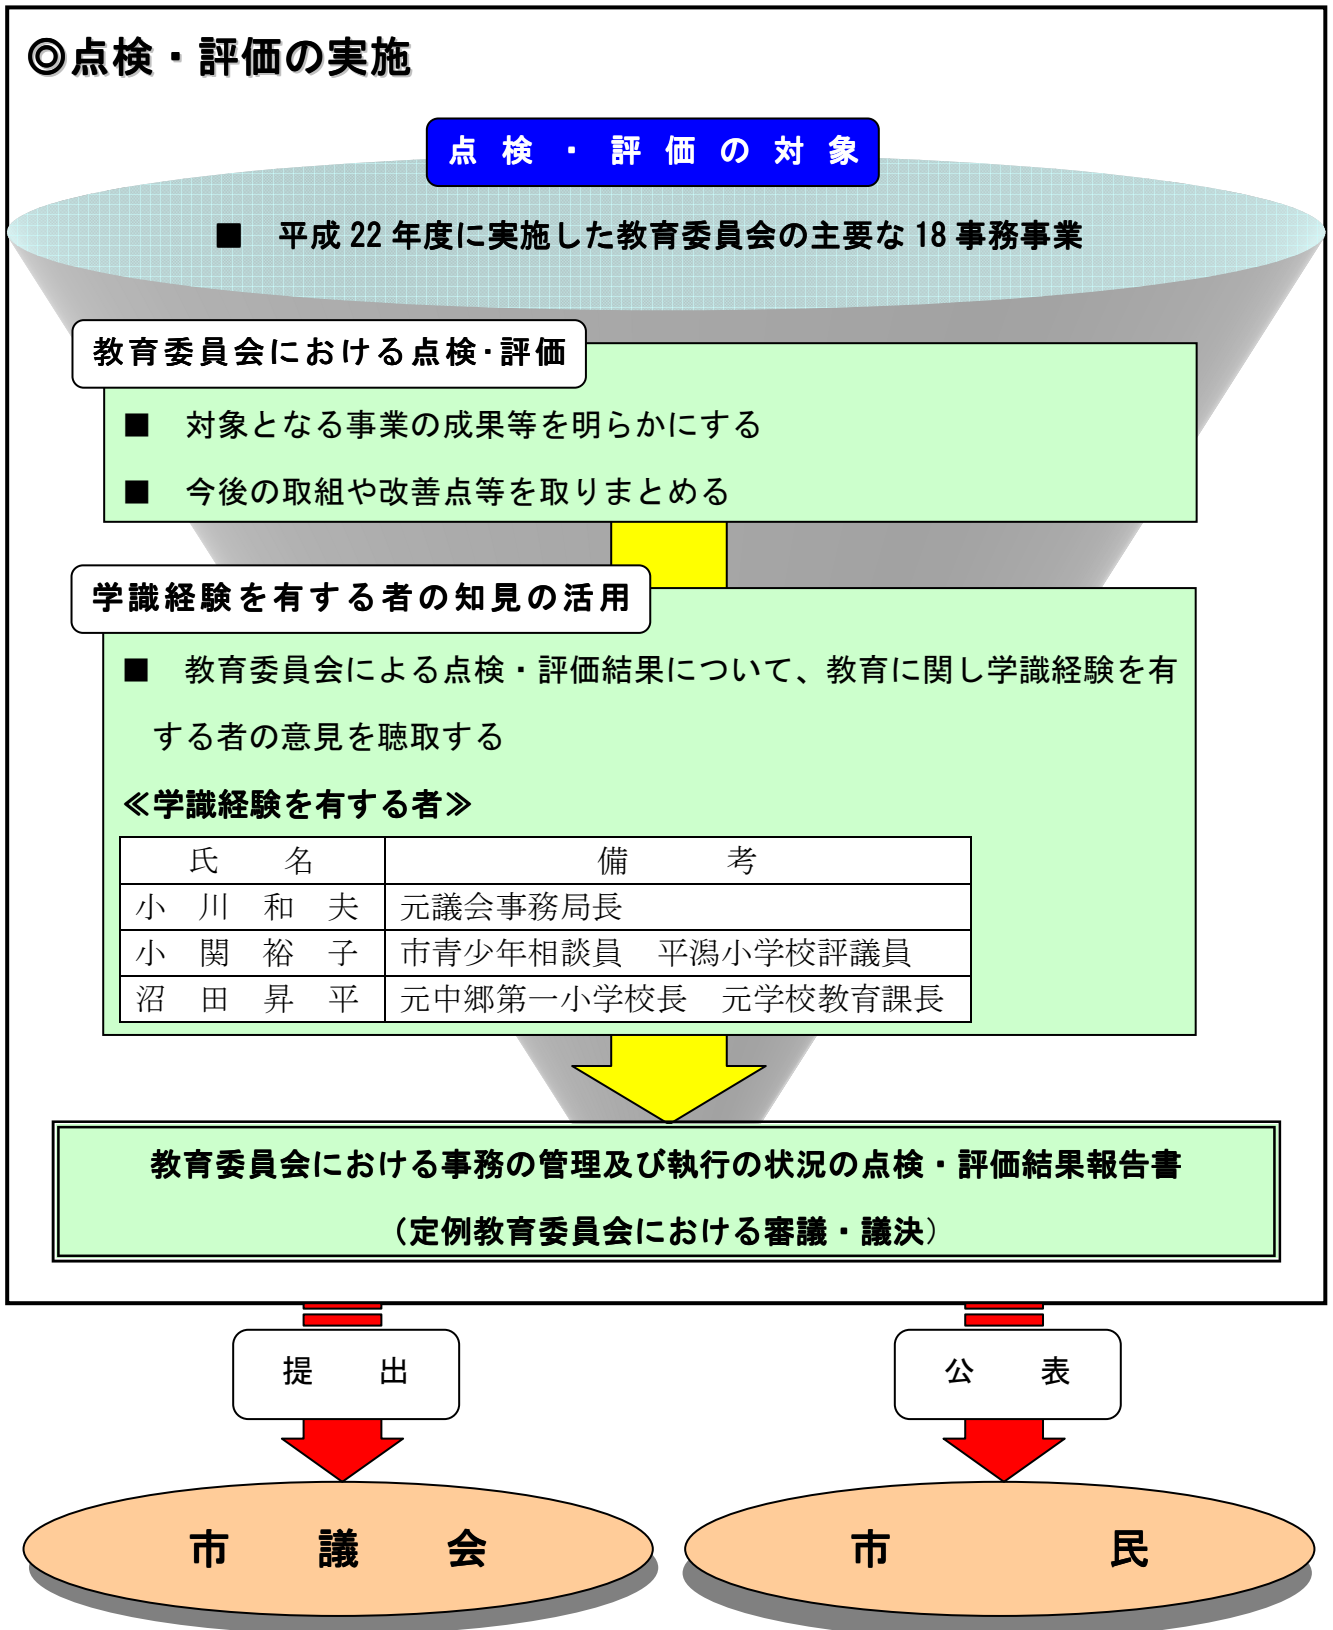 ◎点検・評価の実施
点検・評価の対象
■　平成22年度に実施した教育委員会の主要な18事務事業
教育委員会における点検・評価
■　対象となる事業の成果等を明らかにする
■　今後の取組や改善点等を取りまとめる
学識経験を有する者の知見の活用
■　教育委員会による点検・評価結果について、教育に関し学識経験を有
する者の意見を聴取する
≪学識経験を有する者≫
氏　名　備　考
小川和夫　元議会事務局長
小関裕子　市青少年相談員　平潟小学校評議員
沼田昇平　元中郷第一小学校長　元学校教育課長
教育委員会における事務の管理及び執行の状況の点検・評価結果報告書
（定例教育委員会における審議・議決）
提　出　公　表
市　議　会　市　民